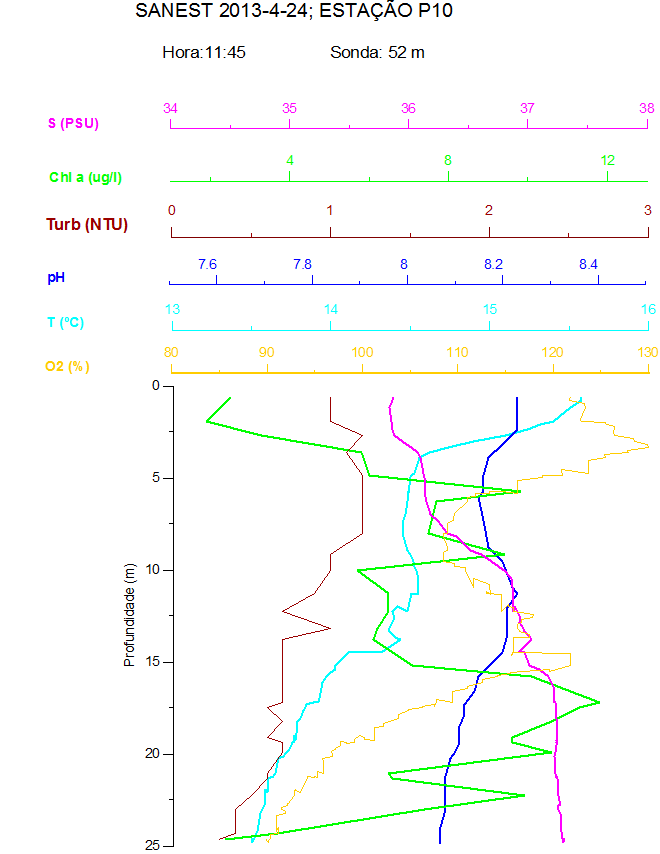 SANEST 2013-4-24; ESTAÇÃO P10
Hora:11:45 Sonda: 52 m
34 35 36 37 38
S (PSU)
4 8 12
Chl a (ug/l)
0 1 2 3
Turb (NTU)
7.6 7.8 8 8.2 8.4
pH
13 14 15 16
T (ºC)
80 90 100 110 120 130
O2 (%)
0
5
10
Profundidade (m)
15
20
25